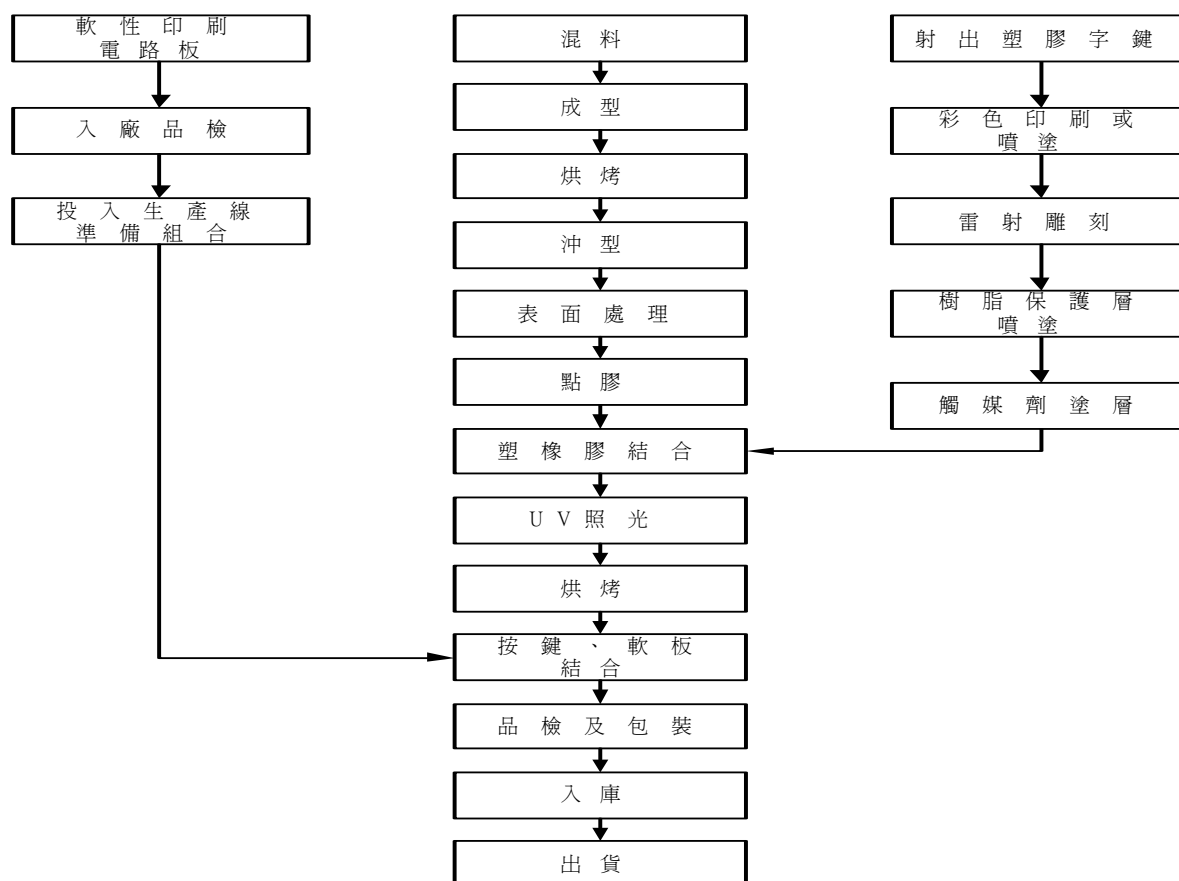 軟性印刷
電路板
入廠品檢
投入生產線
準備組合
混料
成型
烘烤
沖型
表面處理
點膠
塑橡膠結合
UV照光
烘烤
按鍵、軟板
結合
品檢及包裝
入庫
出貨
射出塑膠字鍵
彩色印刷或
噴塗
雷射雕刻
樹脂保護層
噴塗
觸媒劑塗層